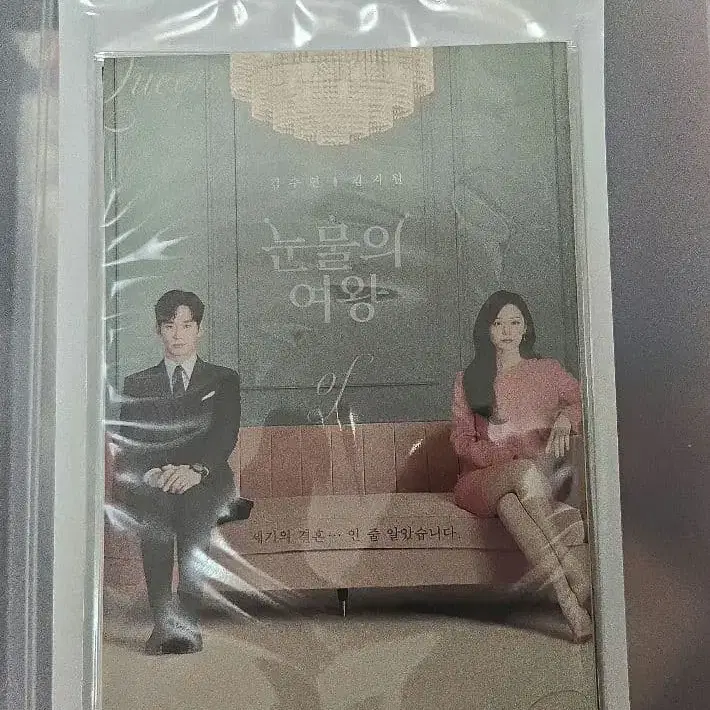 Queen
김수현 김지원
눈물의
여왕
of
세기의 결혼… 인 줄 알았습니다.